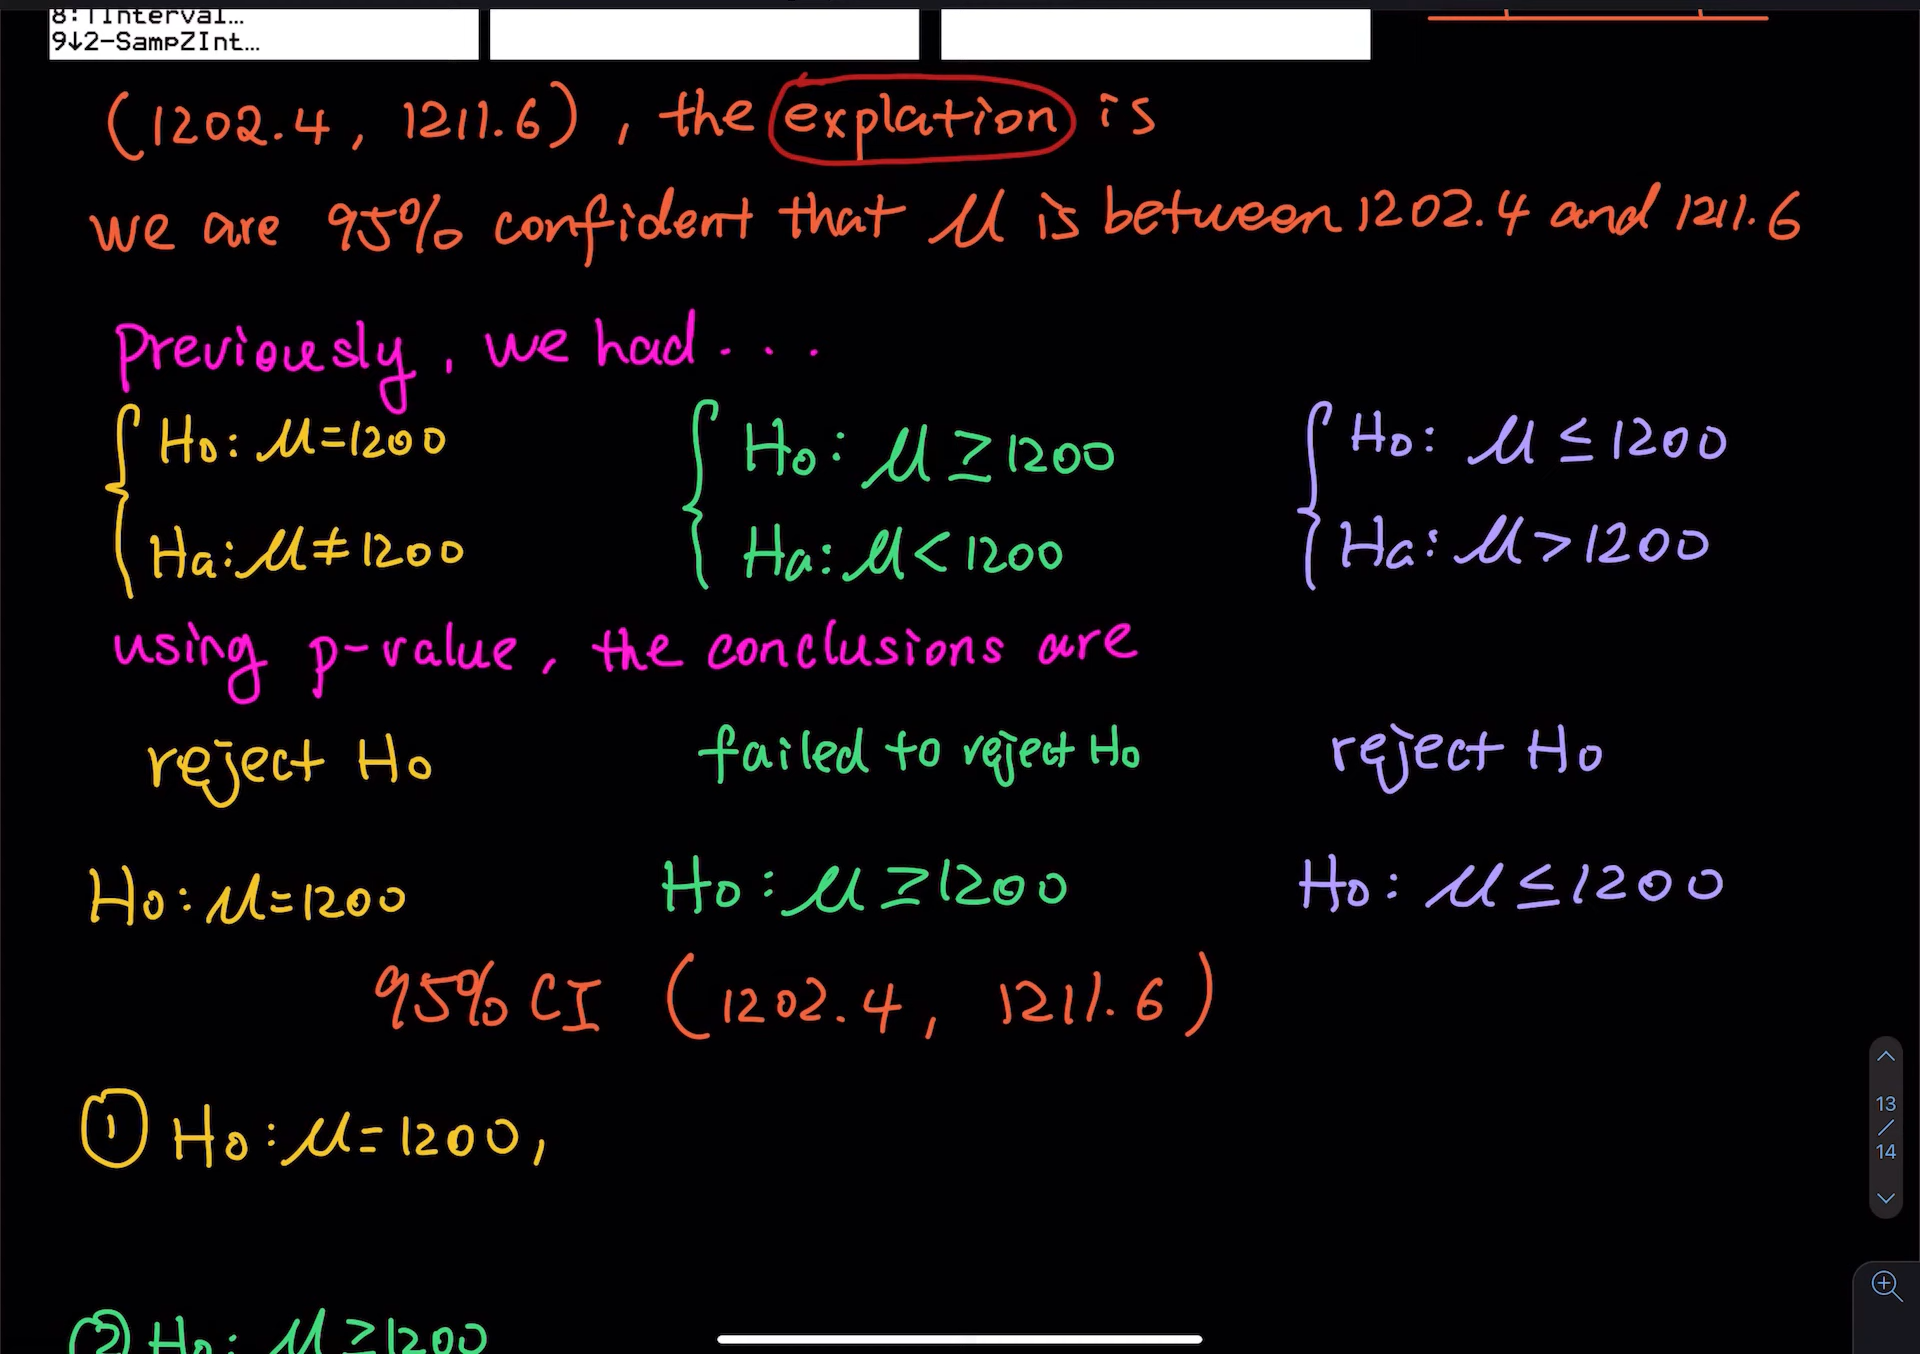 8:TInterval…
9↓2-SampZInt…
(1202.4, 1211.6), the explation is
we are 95% confident that μ is between 1202.4 and 1211.6
Previously, we had...
Ho: μ=1200
Ha: μ≠1200
Ho: μ≥1200
Ha: μ<1200
Ho: μ≤1200
Ha: μ>1200
using p-value, the conclusions are
reject Ho
failed to reject Ho
reject Ho
Ho: μ=1200
Ho: μ≥1200
Ho: μ≤1200
95% CI (1202.4, 1211.6)
① Ho: μ=1200,
② Ho: μ≥1200
13
/
14